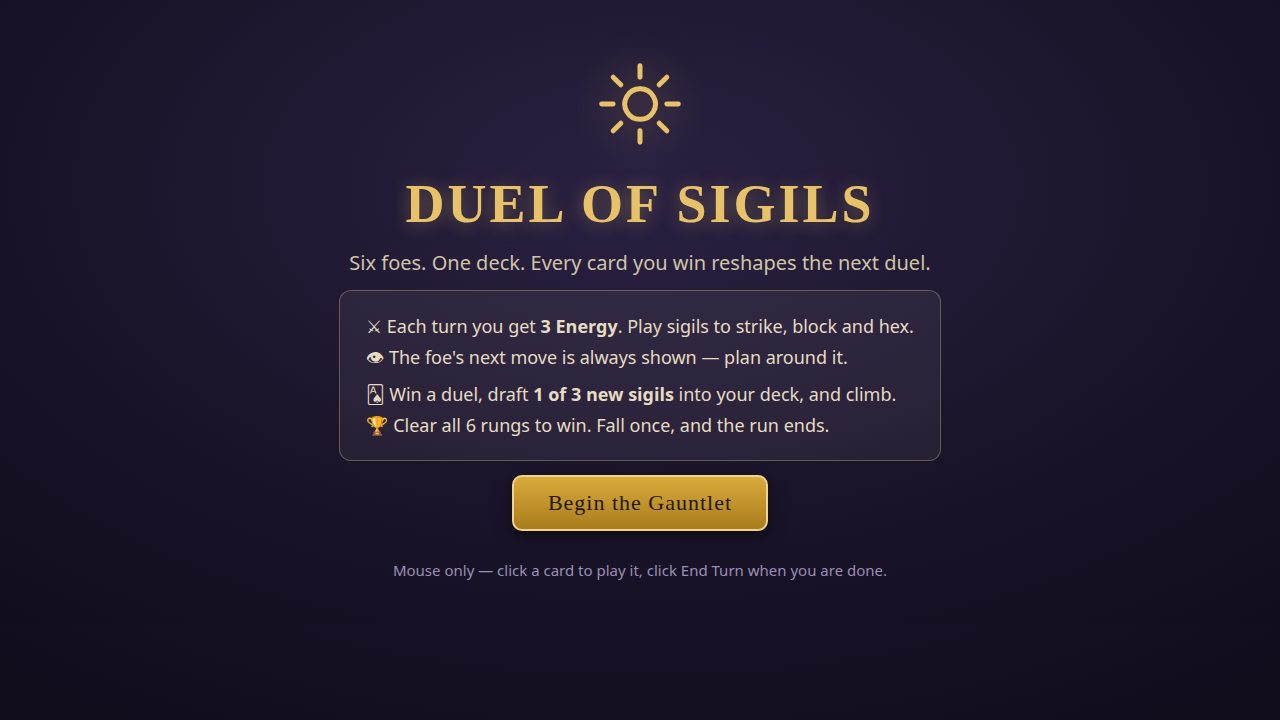 DUEL OF SIGILS
Six foes. One deck. Every card you win reshapes the next duel.
⚔ Each turn you get 3 Energy. Play sigils to strike, block and hex.
👁 The foe's next move is always shown — plan around it.
🂡 Win a duel, draft 1 of 3 new sigils into your deck, and climb.
🏆 Clear all 6 rungs to win. Fall once, and the run ends.
Begin the Gauntlet
Mouse only — click a card to play it, click End Turn when you are done.